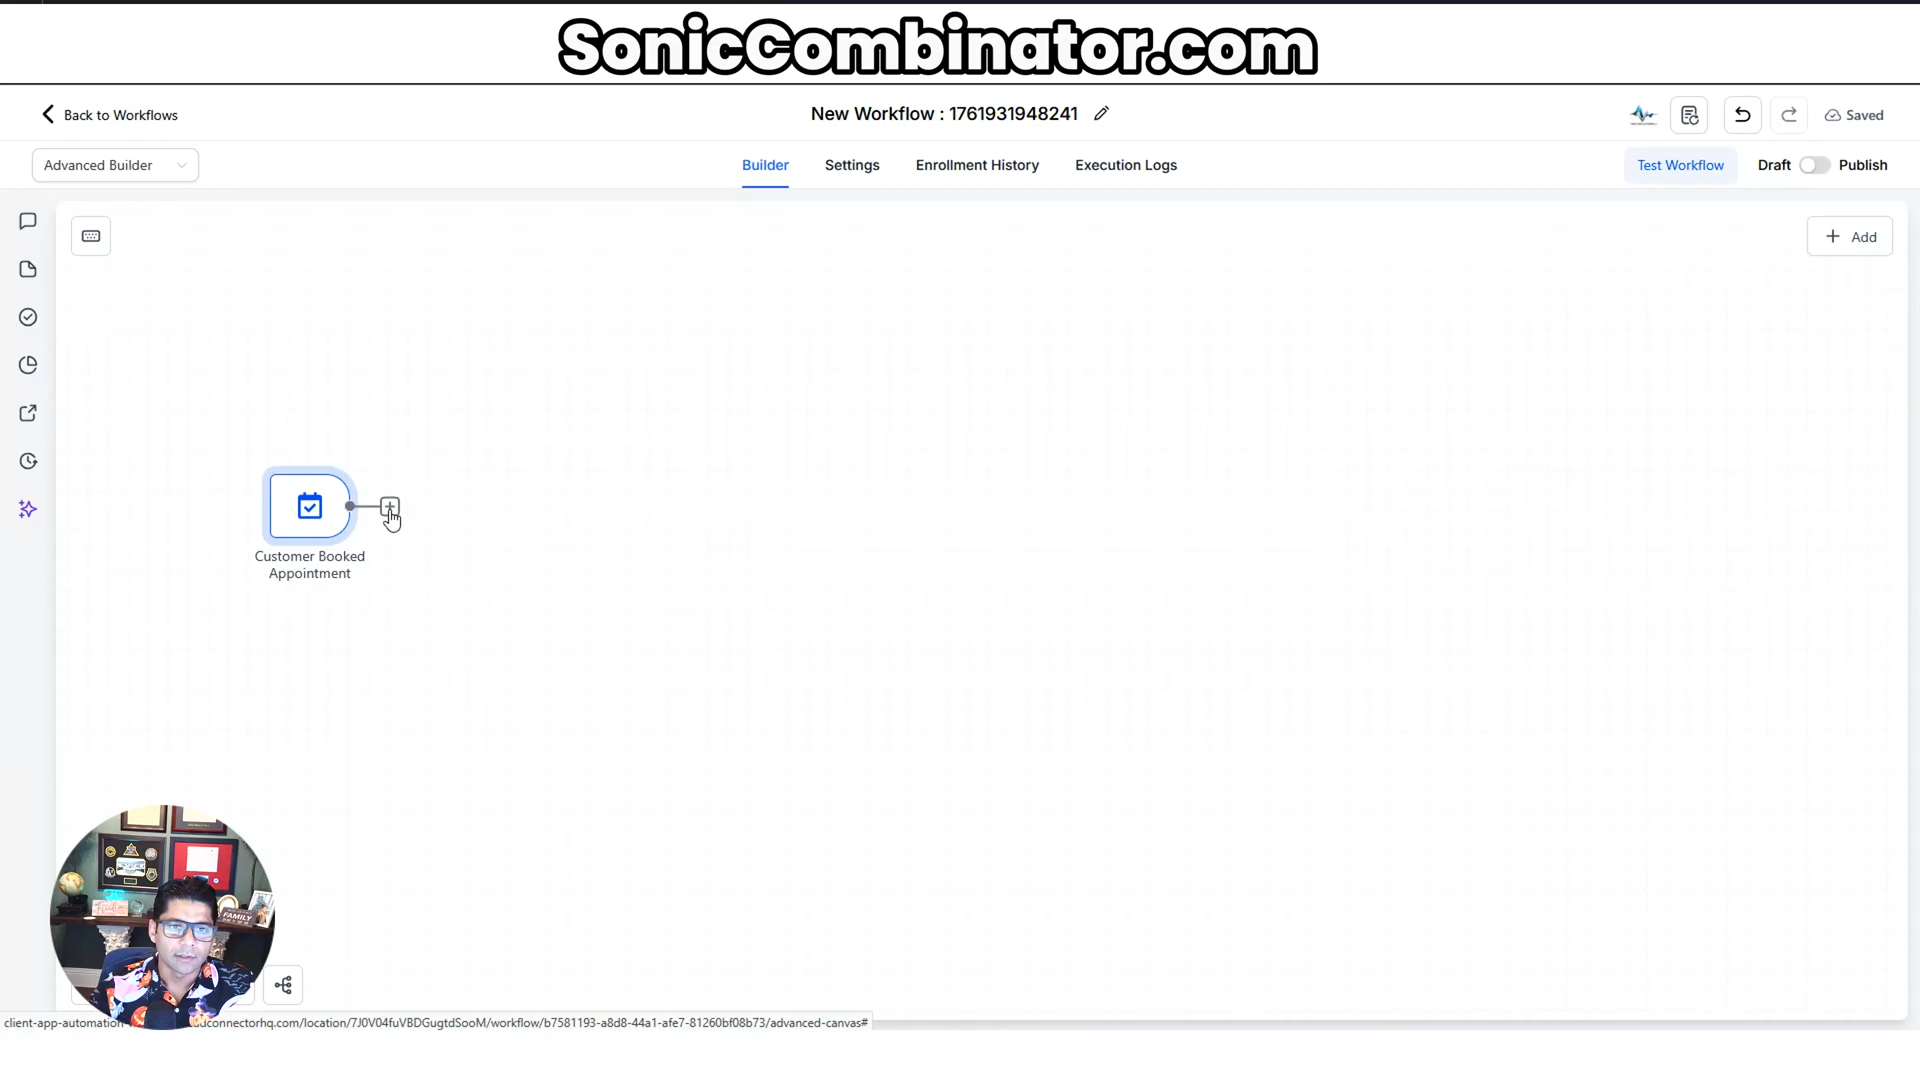 SonicCombinator.com
Back to Workflows
New Workflow : 1761931948241
Saved
Advanced Builder
Builder
Settings
Enrollment History
Execution Logs
Test Workflow
Draft
Publish
Add
Customer Booked
Appointment
FAMILY
client-app-automation
dconnectorhq.com/location/7J0V04fuVBDGugtdSooM/workflow/b7581193-a8d8-44a1-afe7-81260bf08b73/advanced-canvas#